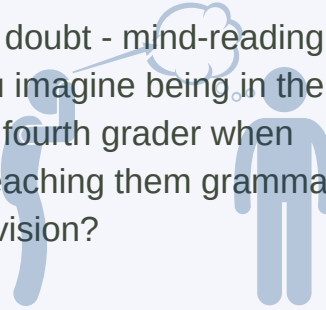 doubt - mind-reading
imagine being in the
fourth grader when
eaching them gramma
vision?